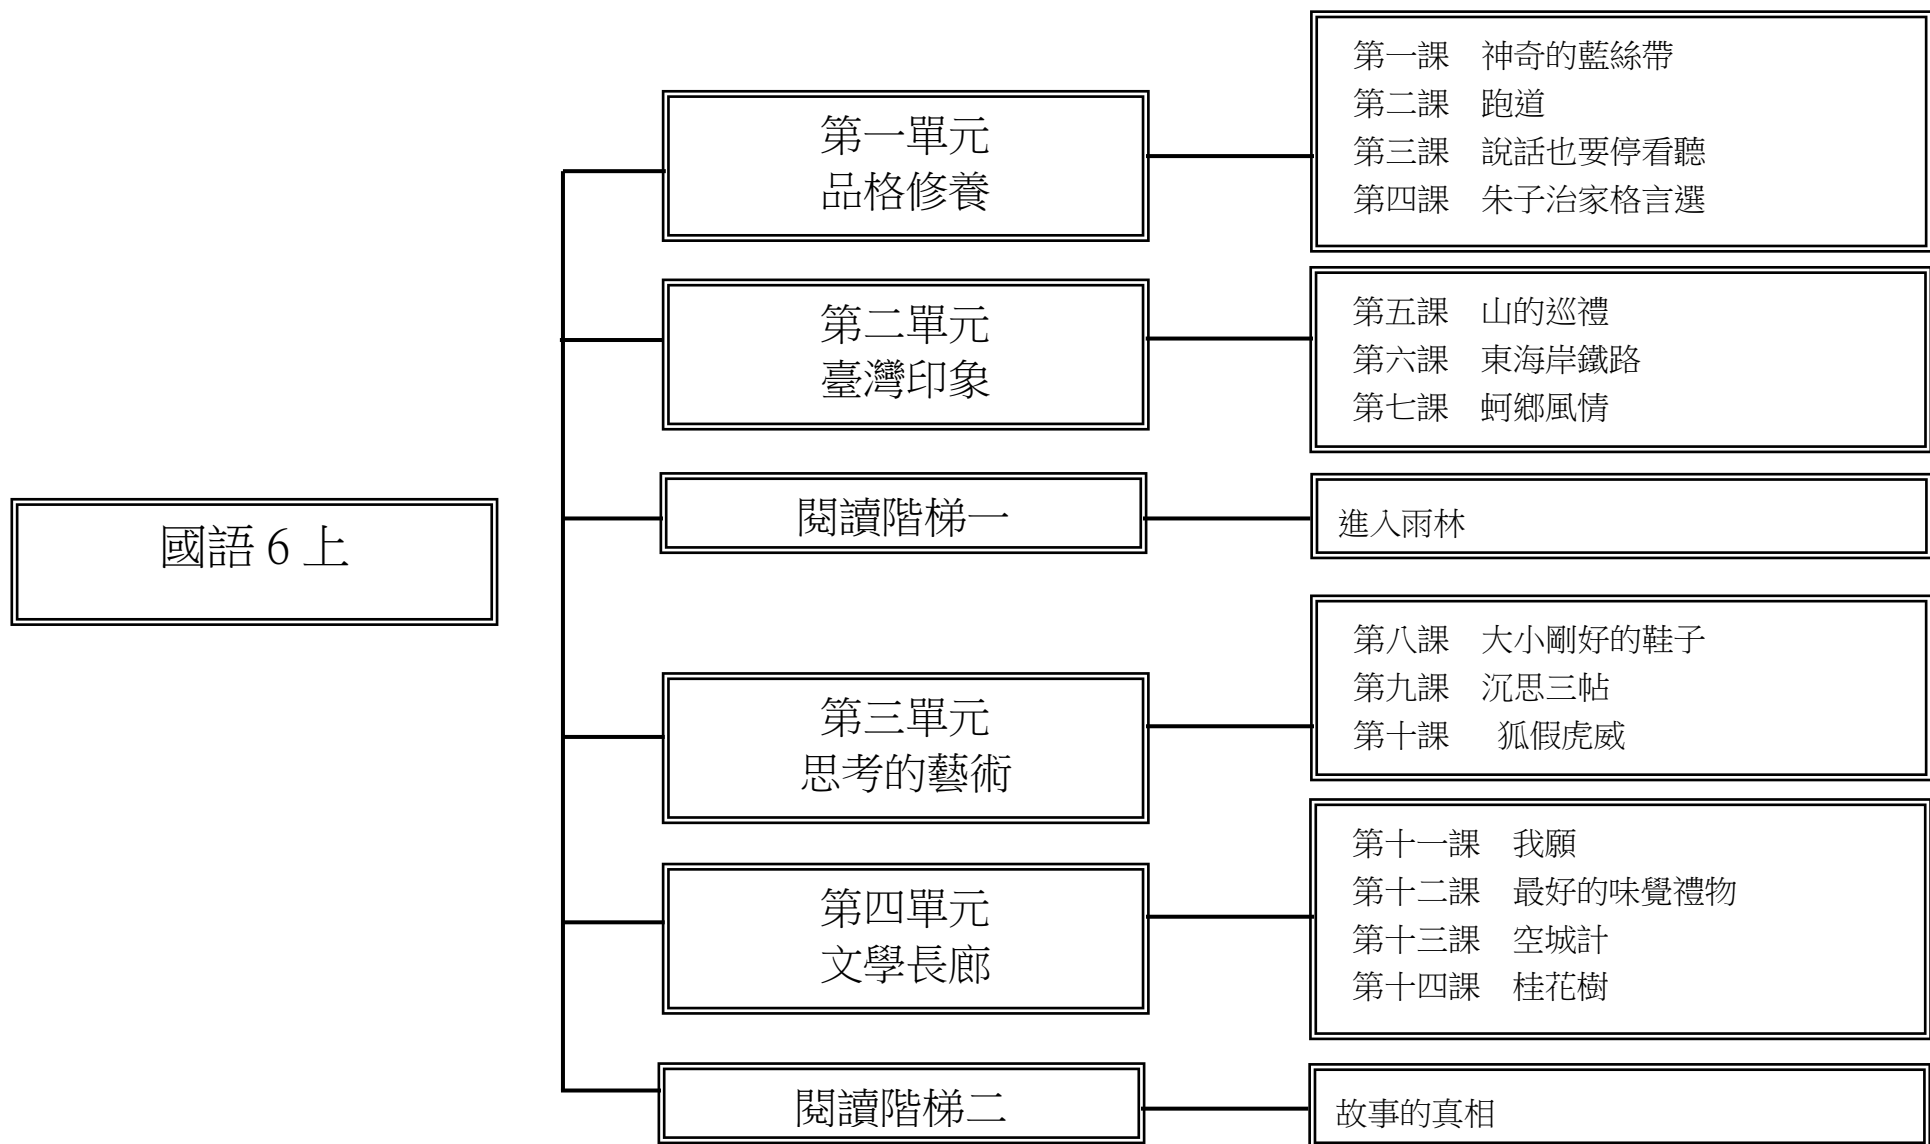 國語 6 上
第一單元
品格修養
第一課　神奇的藍絲帶
第二課　跑道
第三課　說話也要停看聽
第四課　朱子治家格言選
第二單元
臺灣印象
第五課　山的巡禮
第六課　東海岸鐵路
第七課　蚵鄉風情
閱讀階梯一
進入雨林
第三單元
思考的藝術
第八課　大小剛好的鞋子
第九課　沉思三帖
第十課　狐假虎威
第四單元
文學長廊
第十一課　我願
第十二課　最好的味覺禮物
第十三課　空城計
第十四課　桂花樹
閱讀階梯二
故事的真相